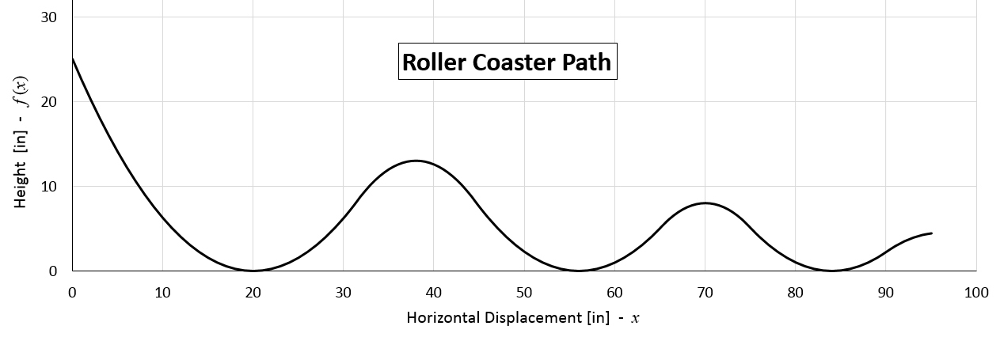 Roller Coaster Path
Height [in] - f(x)
30
20
10
0
0 10 20 30 40 50 60 70 80 90 100
Horizontal Displacement [in] - x